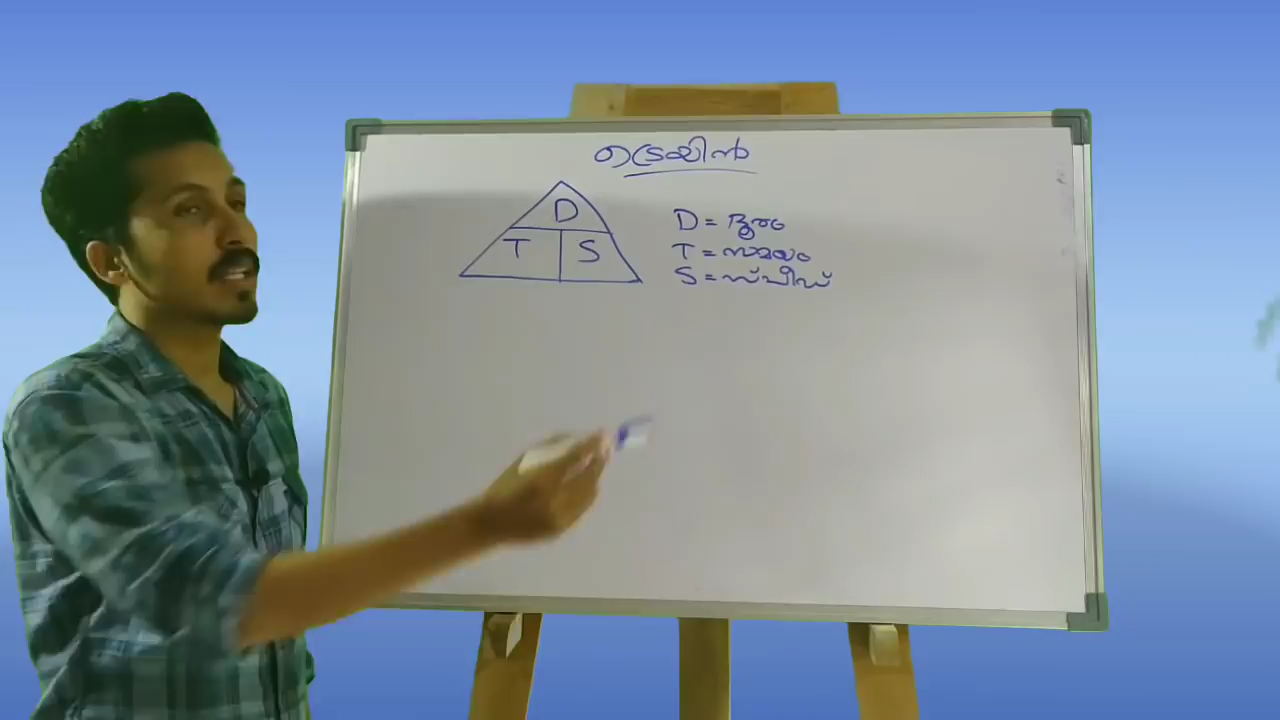 ട്രെയിൻ
D
T S
D = ദൂരം
T = സമയം
S = സ്പീഡ്